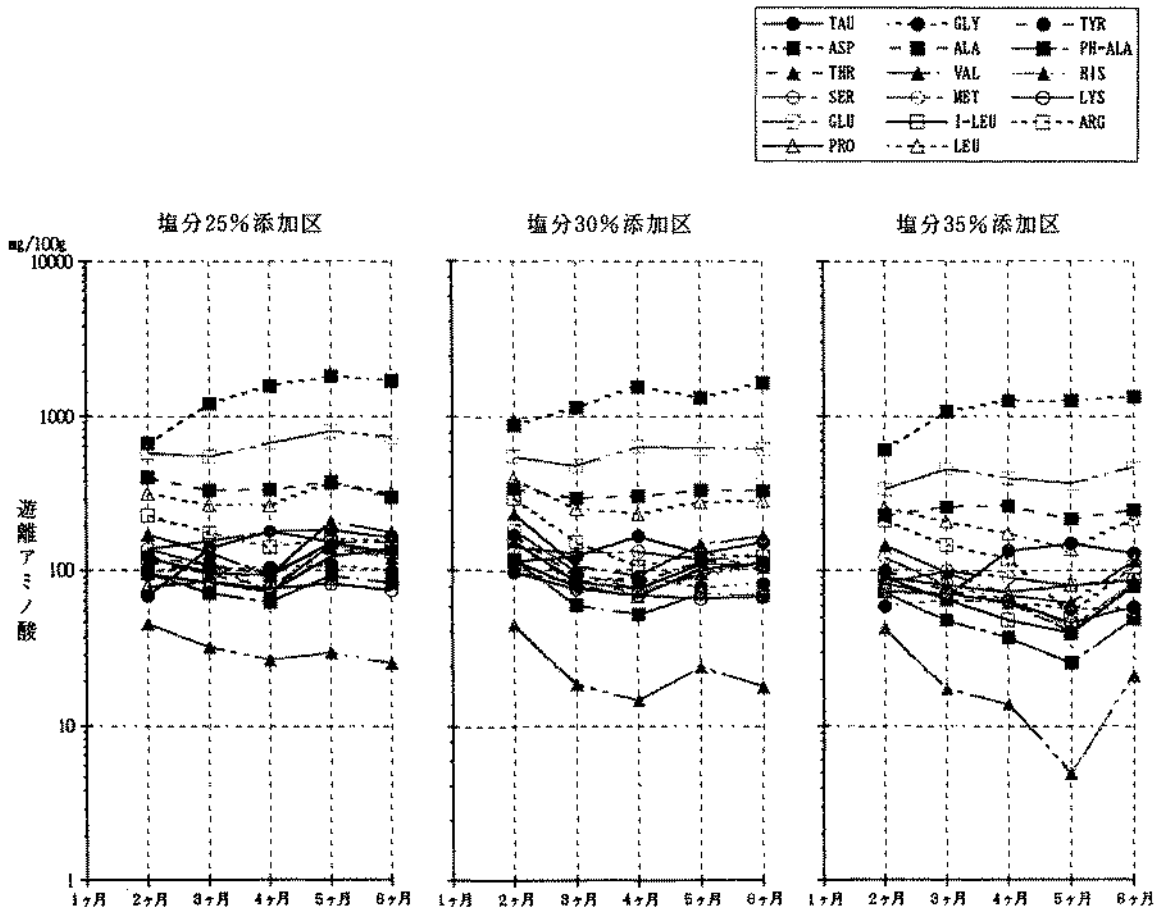 TAU GLY TYR
ASP ALA PH-ALA
THR VAL HIS
SER MET LYS
GLU I-LEU ARG
PRO LEU
塩分25%添加区 塩分30%添加区 塩分35%添加区
mg/100g
10000
1000
100
10
1
遊離アミノ酸
1ヶ月 2ヶ月 3ヶ月 4ヶ月 5ヶ月 6ヶ月 1ヶ月 2ヶ月 3ヶ月 4ヶ月 5ヶ月 6ヶ月 1ヶ月 2ヶ月 3ヶ月 4ヶ月 5ヶ月 6ヶ月